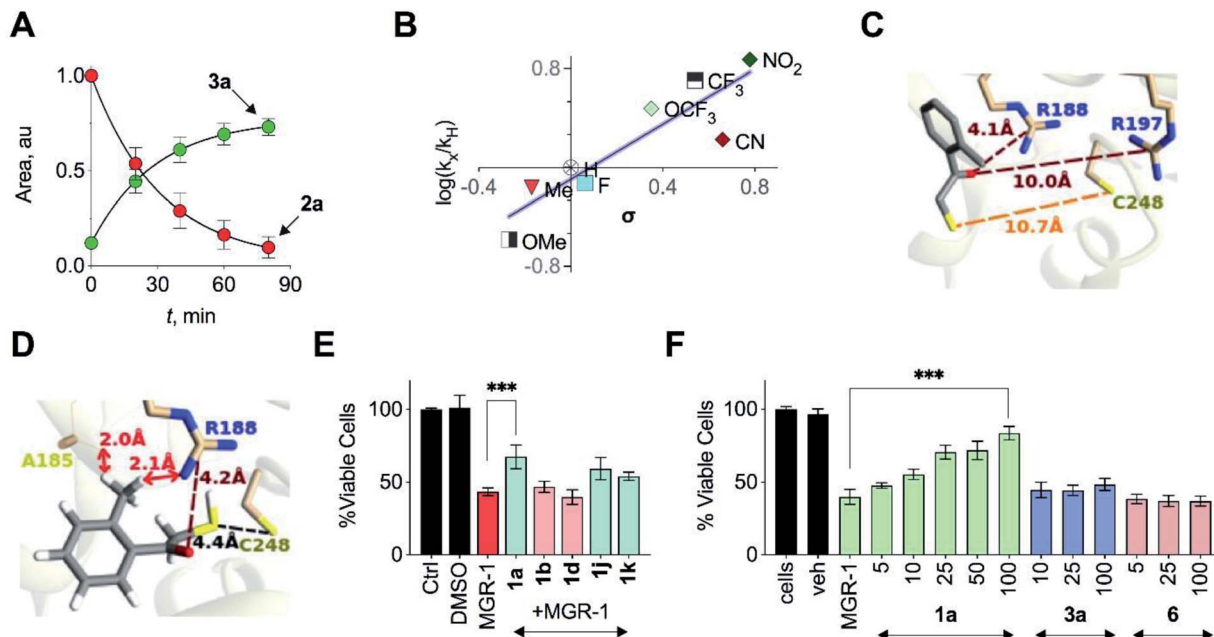 A
1.0
0.5
0.0
Area, au
3a
2a
0
30
60
90
t, min
B
0.8
-0.8
-0.4
0.4
0.8
log(kX/kH)
σ
NO2
CF3
OCF3
CN
H
Me
F
OMe
C
R188
R197
4.1Å
10.0Å
C248
10.7Å
D
R188
2.0Å
A185
2.1Å
4.2Å
4.4Å
C248
E
***
100
50
0
% Viable Cells
Ctrl
DMSO
MGR-1
1a
1b
1d
1j
1k
+MGR-1
F
***
100
50
0
% Viable Cells
cells
veh
MGR-1
5
10
25
50
100
10
25
100
5
25
100
1a
3a
6